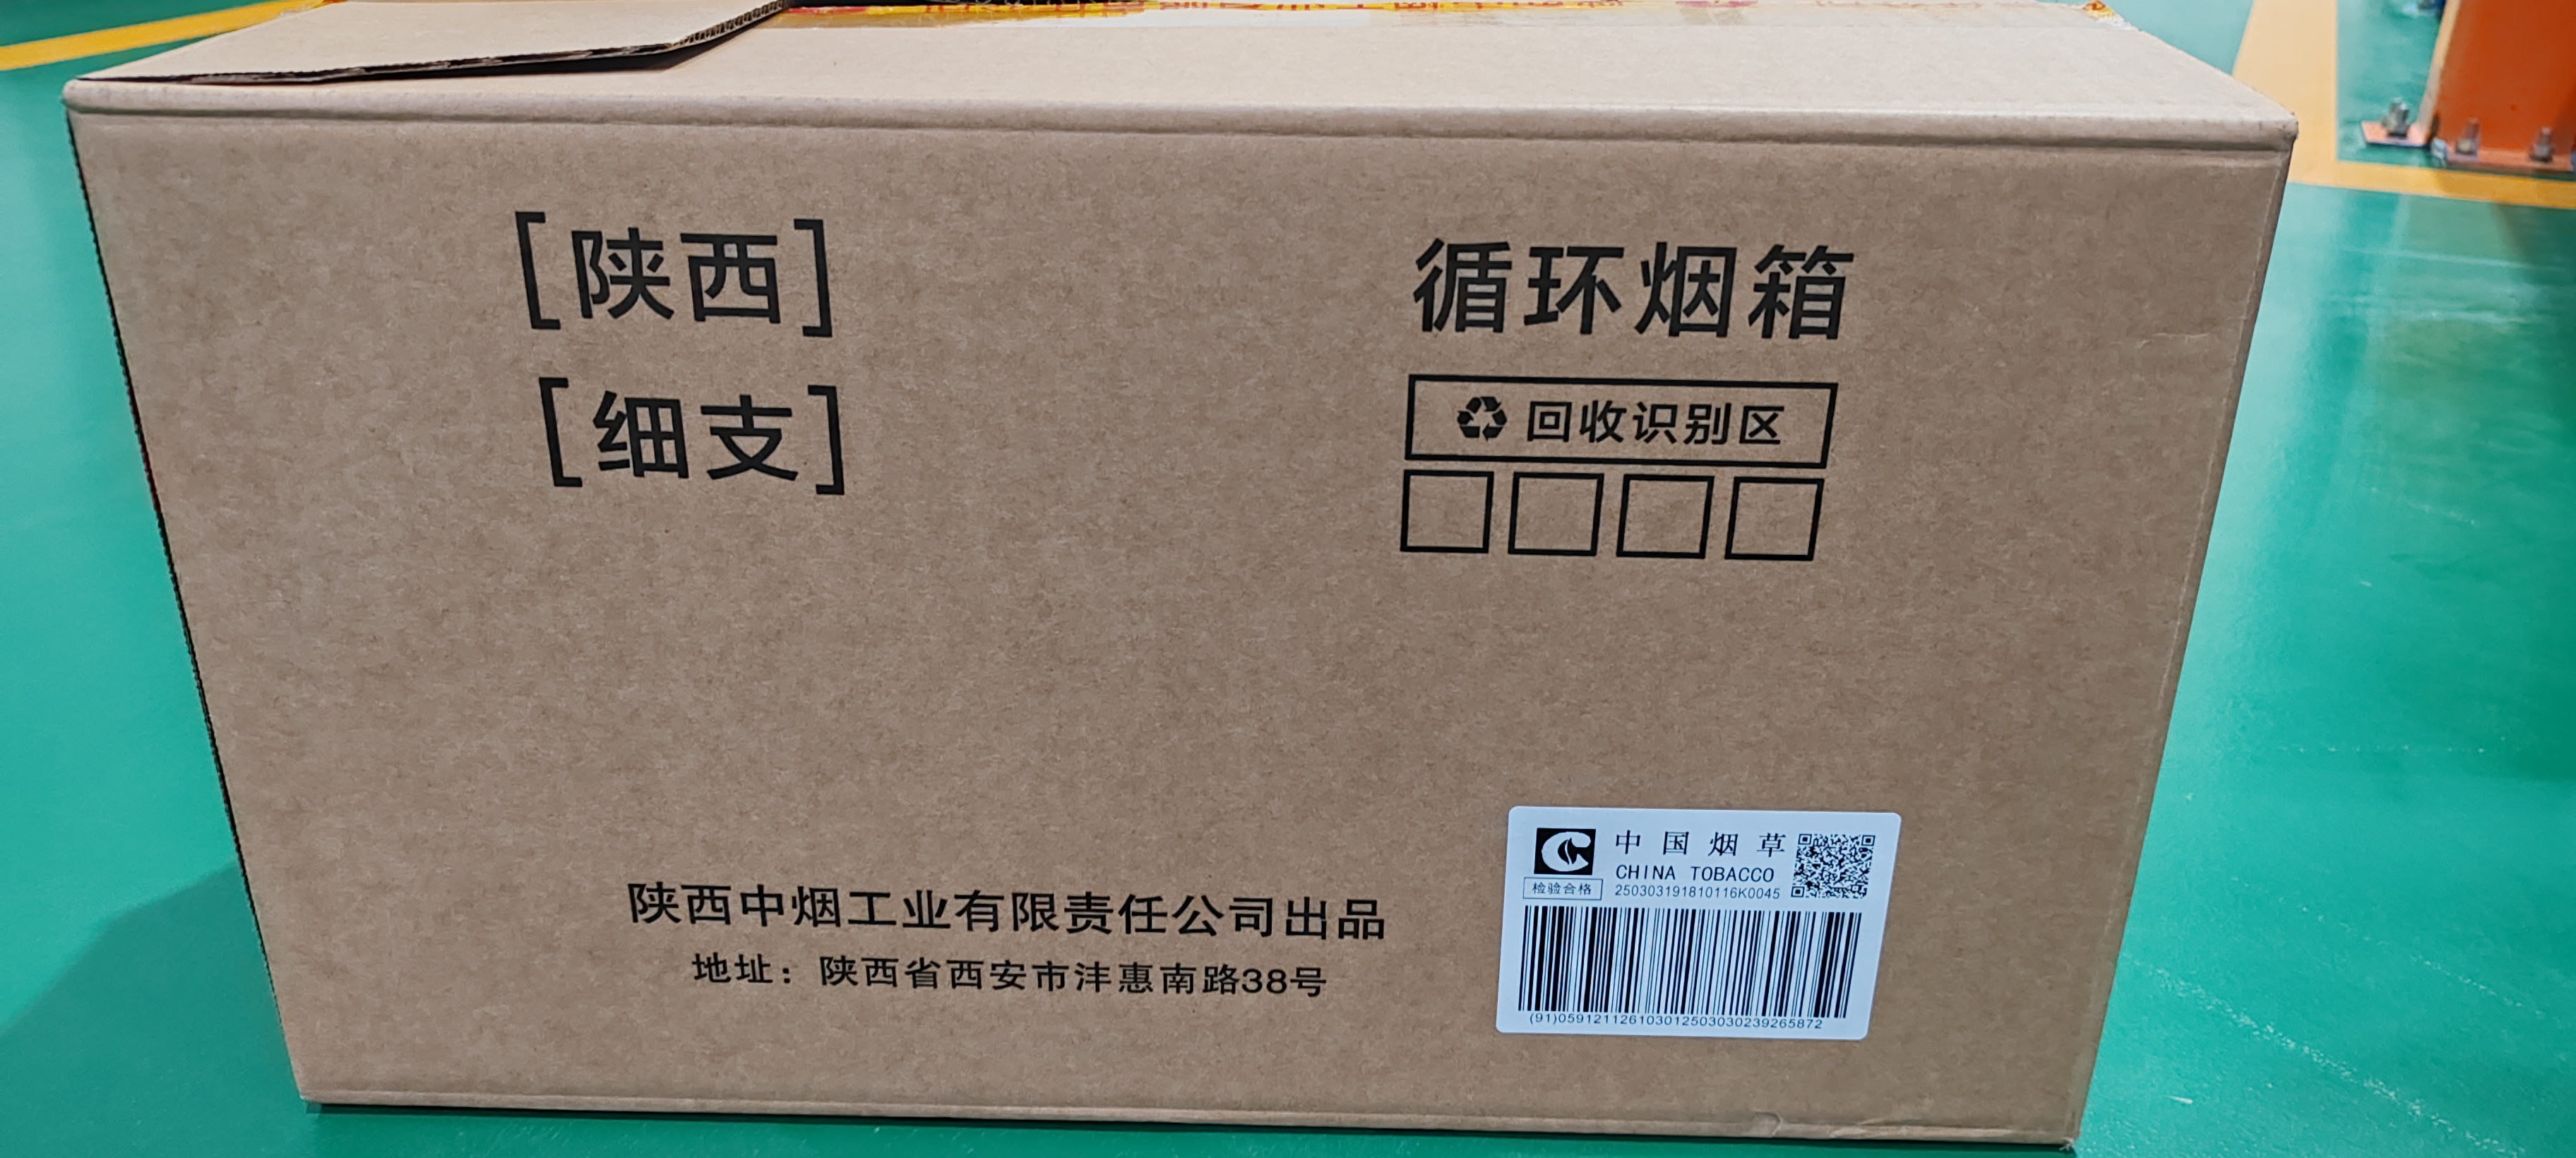 [陕西]
[细支]
循环烟箱
回收识别区
陕西中烟工业有限责任公司出品
地址：陕西省西安市沣惠南路38号
中国烟草
CHINA TOBACCO
检验合格
250303191810116K0045
(91)059121126103012503030239265872